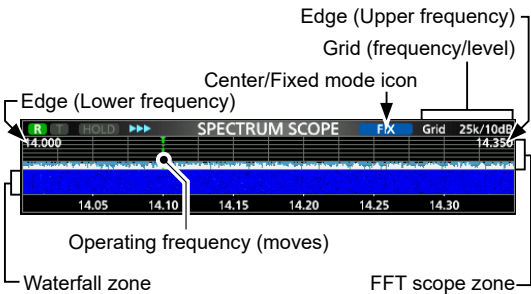 Edge (Upper frequency)
Grid (frequency/level)
Center/Fixed mode icon
Edge (Lower frequency)
R T HOLD SPECTRUM SCOPE FIX Grid 25k/10dB
14.000 14.350
14.05 14.10 14.15 14.20 14.25 14.30
Operating frequency (moves)
Waterfall zone FFT scope zone